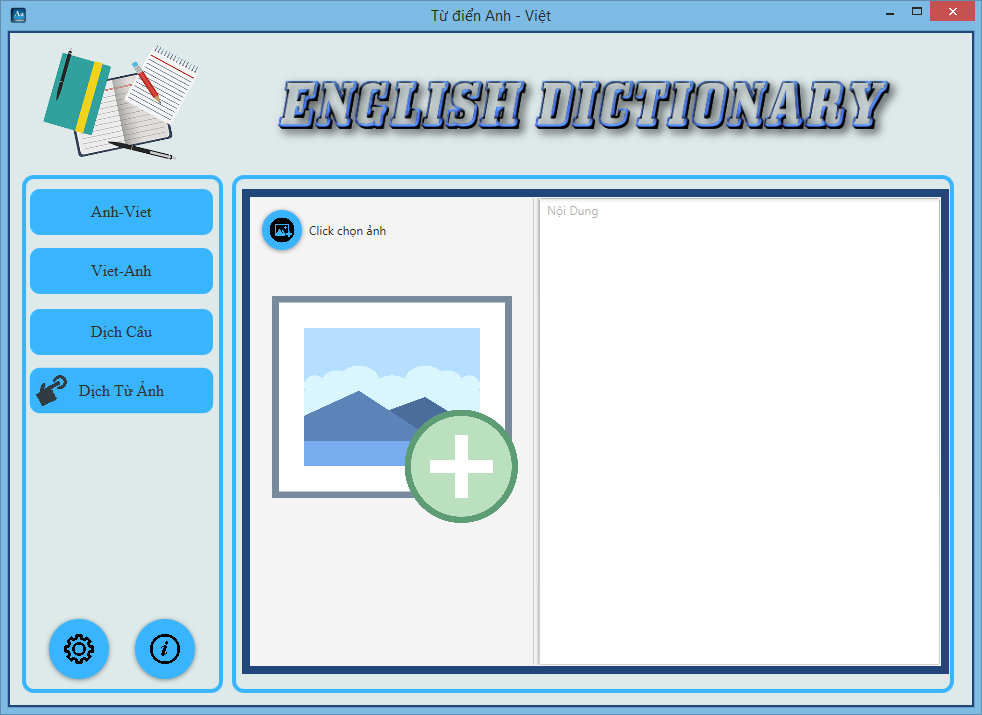 Từ điển Anh - Việt
ENGLISH DICTIONARY
Anh-Viet
Viet-Anh
Dịch Câu
Dịch Từ Ảnh
Click chọn ảnh
Nội Dung